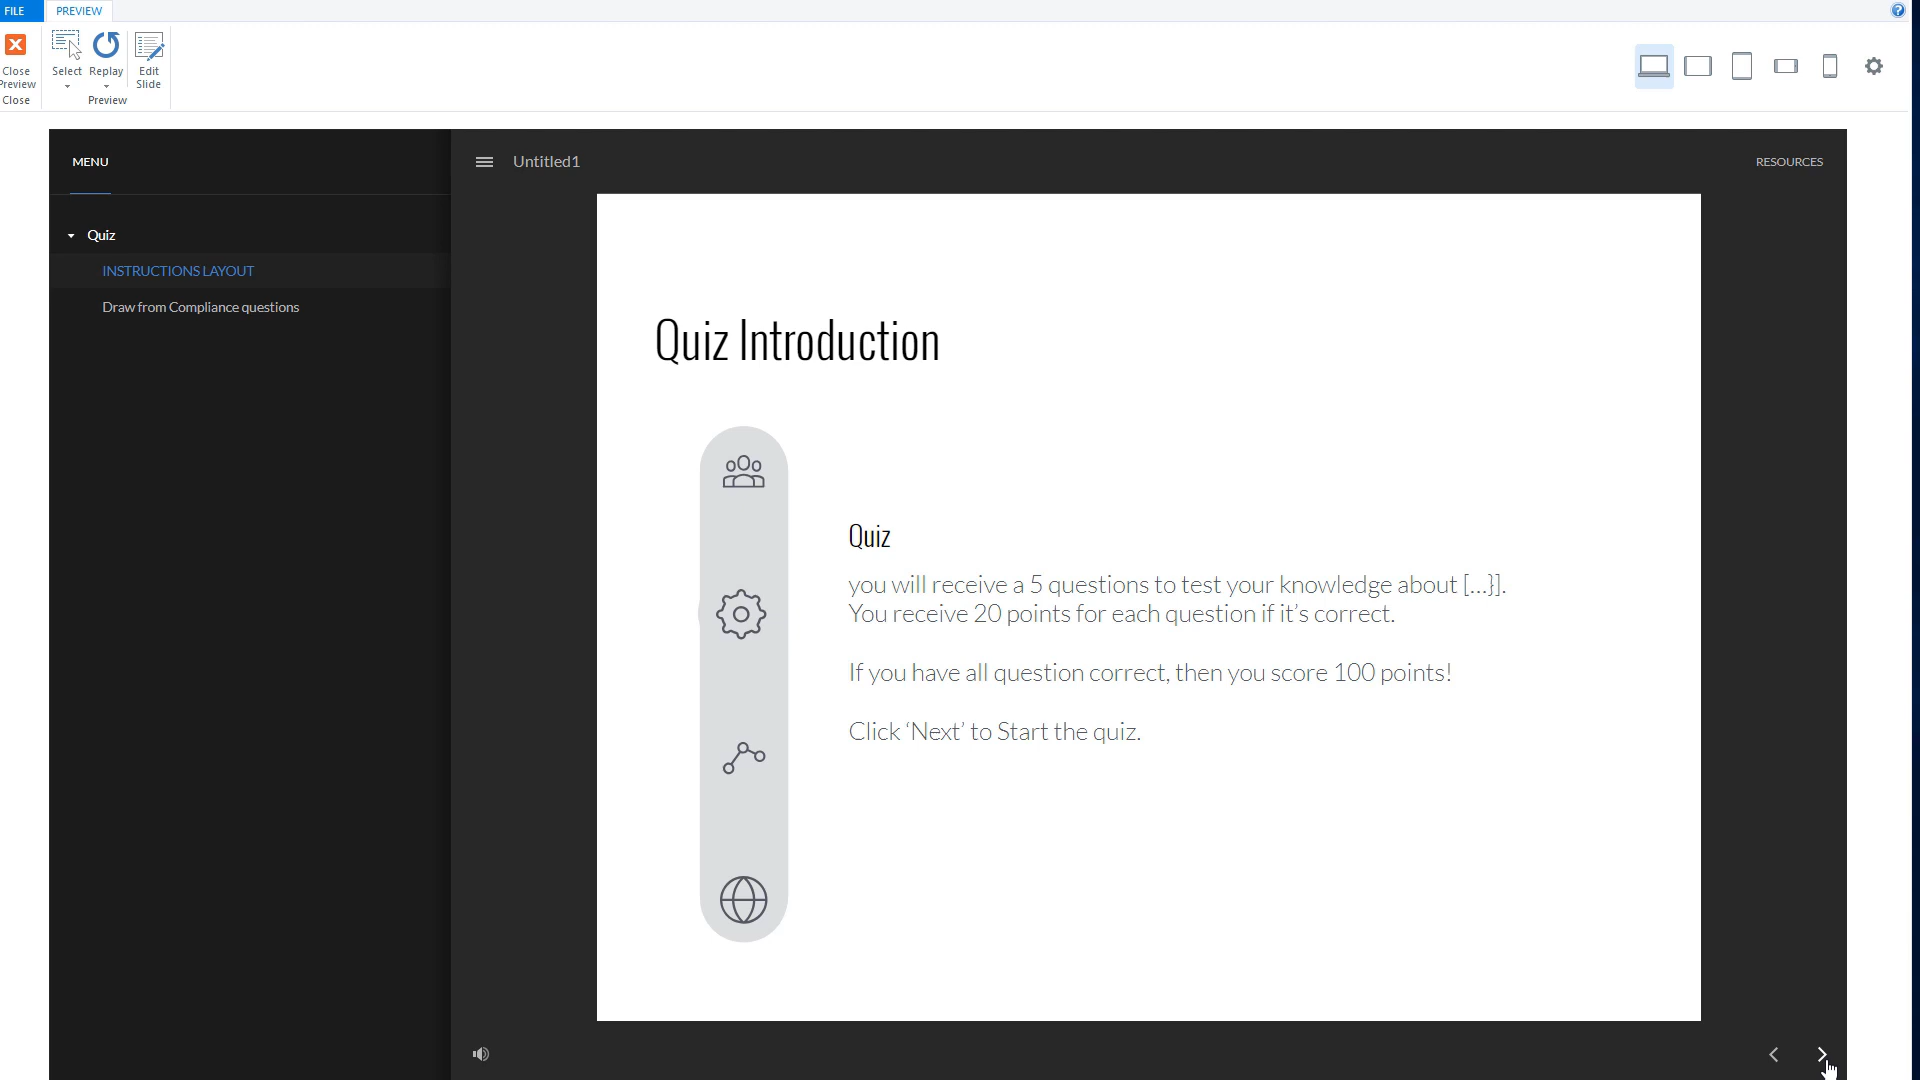 FILE
PREVIEW
Close
Preview
Select
Replay
Edit
Slide
Close
Preview
MENU
Untitled1
RESOURCES
Quiz
INSTRUCTIONS LAYOUT
Draw from Compliance questions
Quiz Introduction
Quiz
you will receive a 5 questions to test your knowledge about [...}].
You receive 20 points for each question if it's correct.
If you have all question correct, then you score 100 points!
Click ‘Next’ to Start the quiz.